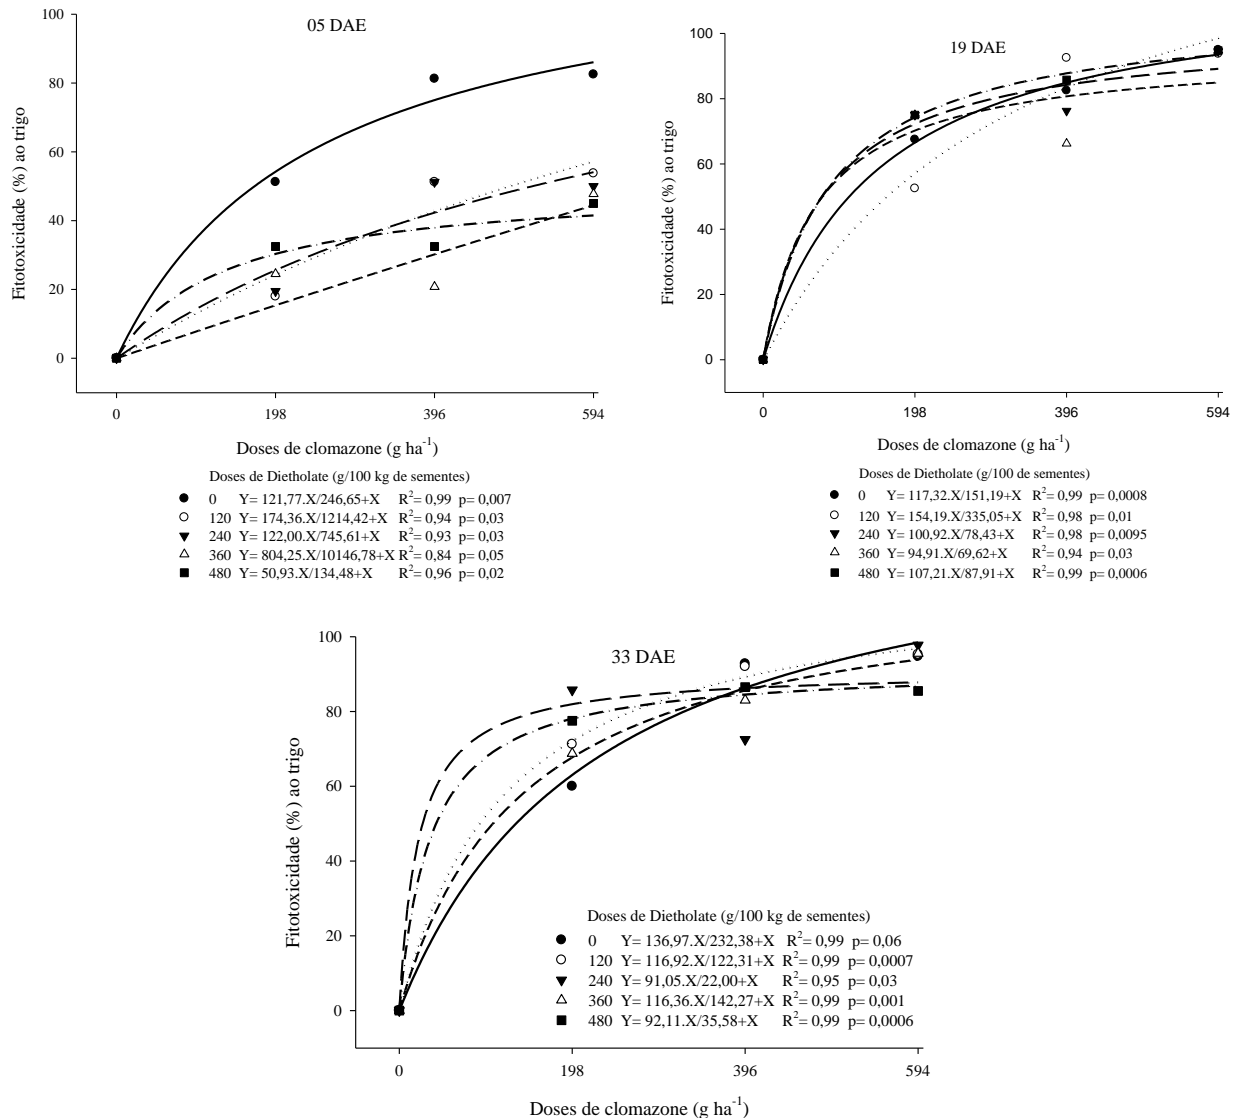 05 DAE
Fitotoxicidade (%) ao trigo
100
80
60
40
20
0
0 198 396 594
Doses de clomazone (g ha⁻¹)
Doses de Dietholate (g/100 kg de sementes)
0 Y= 121,77.X/246,65+X R²= 0,99 p= 0,007
120 Y= 174,36.X/1214,42+X R²= 0,94 p= 0,03
240 Y= 122,00.X/745,61+X R²= 0,93 p= 0,03
360 Y= 804,25.X/10146,78+X R²= 0,84 p= 0,05
480 Y= 50,93.X/134,48+X R²= 0,96 p= 0,02
19 DAE
Fitotoxicidade (%) ao trigo
100
80
60
40
20
0
0 198 396 594
Doses de clomazone (g ha⁻¹)
Doses de Dietholate (g/100 de sementes)
0 Y= 117,32.X/151,19+X R²= 0,99 p= 0,0008
120 Y= 154,19.X/335,05+X R²= 0,98 p= 0,01
240 Y= 100,92.X/78,43+X R²= 0,98 p= 0,0095
360 Y= 94,91.X/69,62+X R²= 0,94 p= 0,03
480 Y= 107,21.X/87,91+X R²= 0,99 p= 0,0006
33 DAE
Fitotoxicidade (%) ao trigo
100
80
60
40
20
0
Doses de Dietholate (g/100 kg de sementes)
0 Y= 136,97.X/232,38+X R²= 0,99 p= 0,06
120 Y= 116,92.X/122,31+X R²= 0,99 p= 0,0007
240 Y= 91,05.X/22,00+X R²= 0,95 p= 0,03
360 Y= 116,36.X/142,27+X R²= 0,99 p= 0,001
480 Y= 92,11.X/35,58+X R²= 0,99 p= 0,0006
0 198 396 594
Doses de clomazone (g ha⁻¹)